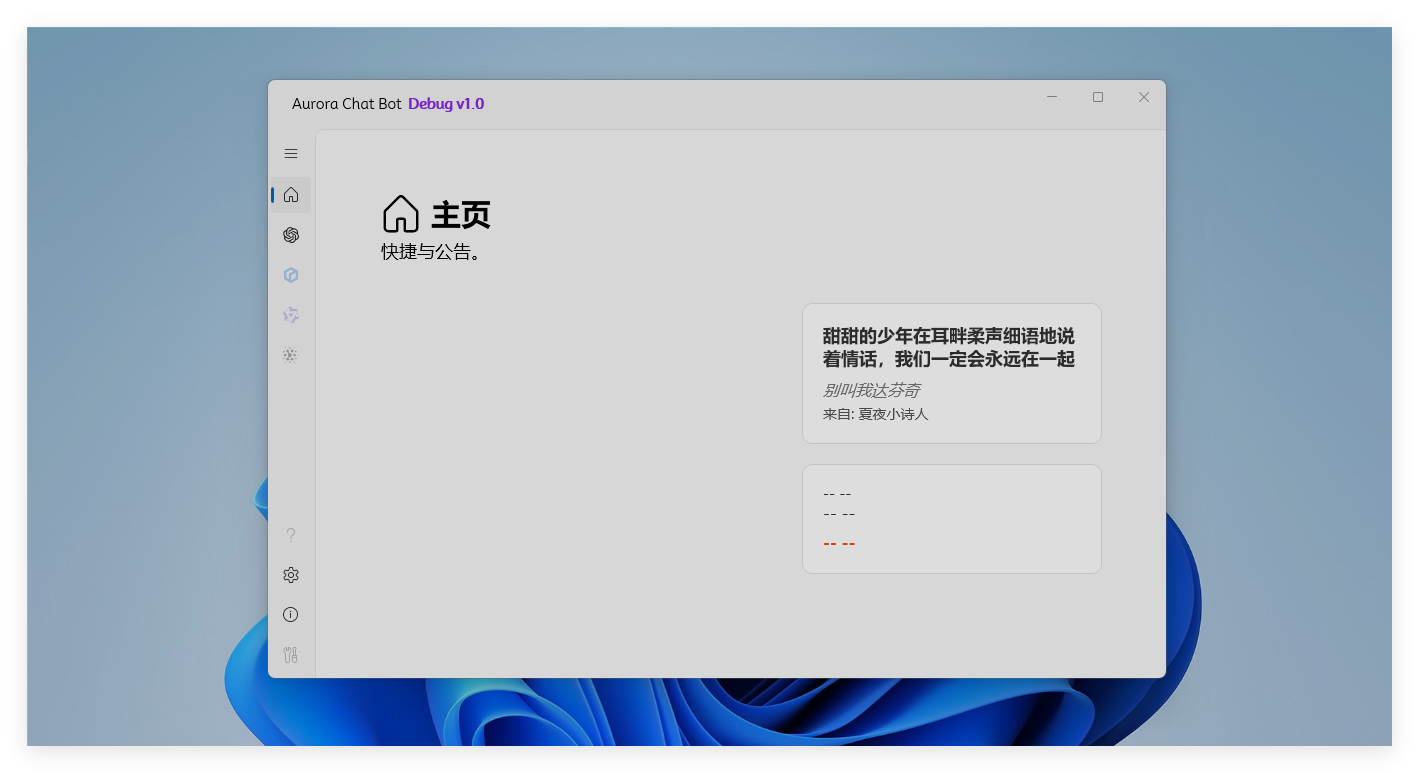 Aurora Chat Bot Debug v1.0
主页
快捷与公告。
甜甜的少年在耳畔柔声细语地说
着情话，我们一定会永远在一起
别叫我达芬奇
来自: 夏夜小诗人
-- --
-- --
-- --